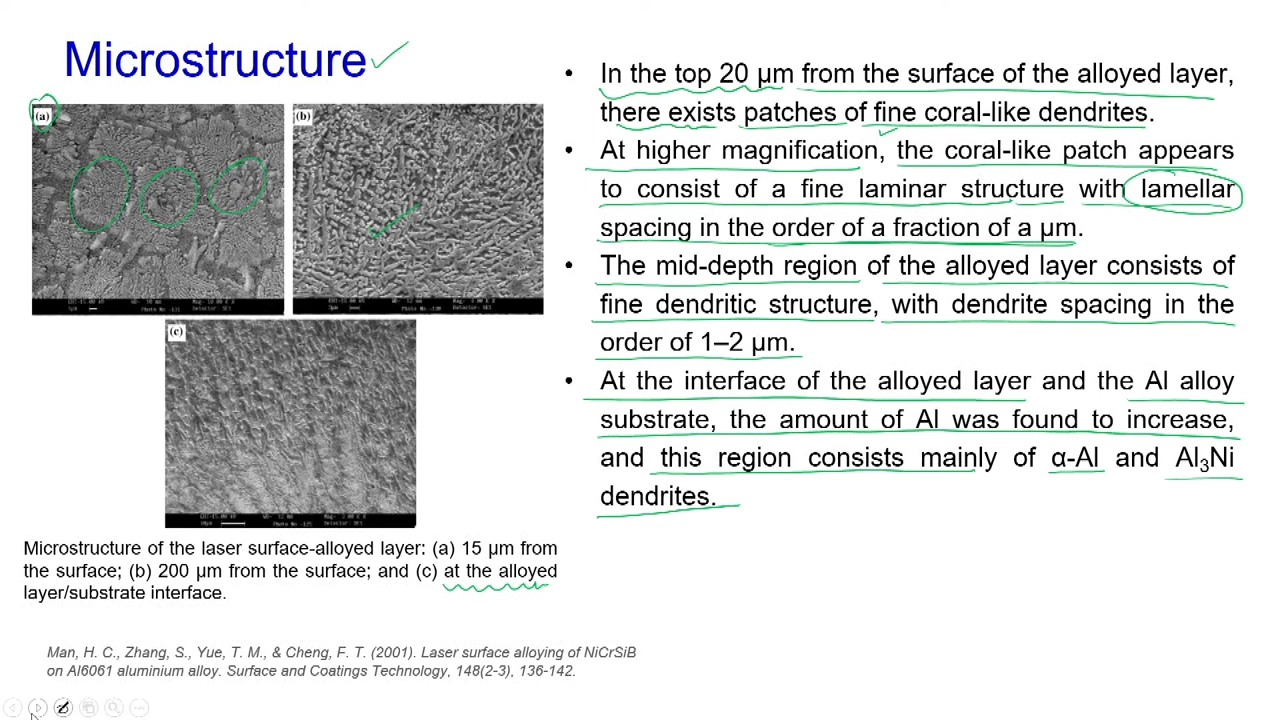 Microstructure
(a)
(b)
(c)
Microstructure of the laser surface-alloyed layer: (a) 15 µm from
the surface; (b) 200 µm from the surface; and (c) at the alloyed
layer/substrate interface.
• In the top 20 µm from the surface of the alloyed layer,
there exists patches of fine coral-like dendrites.
• At higher magnification, the coral-like patch appears
to consist of a fine laminar structure with lamellar
spacing in the order of a fraction of a µm.
• The mid-depth region of the alloyed layer consists of
fine dendritic structure, with dendrite spacing in the
order of 1–2 µm.
• At the interface of the alloyed layer and the Al alloy
substrate, the amount of Al was found to increase,
and this region consists mainly of α-Al and Al₃Ni
dendrites.
Man, H. C., Zhang, S., Yue, T. M., & Cheng, F. T. (2001). Laser surface alloying of NiCrSiB
on Al6061 aluminium alloy. Surface and Coatings Technology, 148(2-3), 136-142.